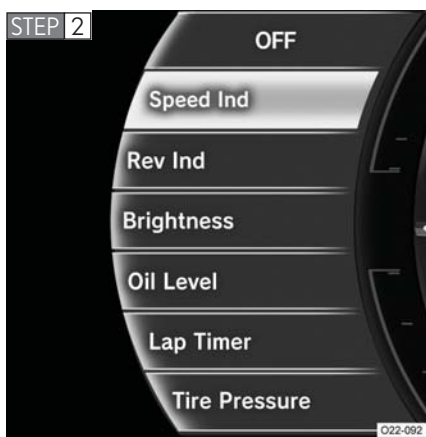 STEP 2
OFF
Speed Ind
Rev Ind
Brightness
Oil Level
Lap Timer
Tire Pressure
O22-092